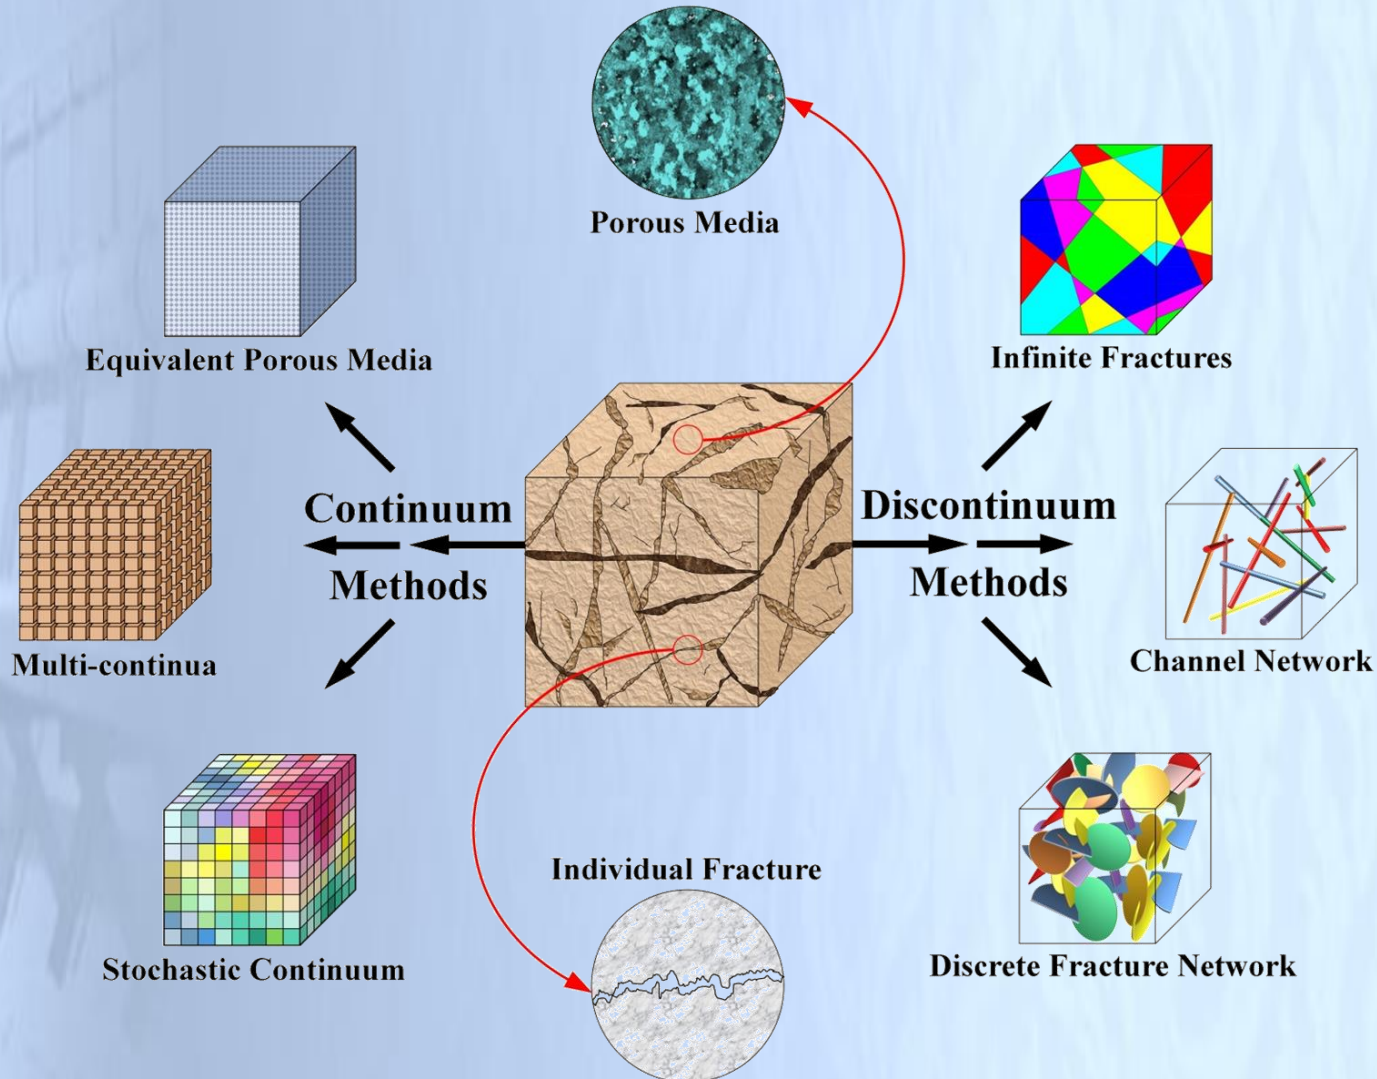 Porous Media
Equivalent Porous Media
Infinite Fractures
Continuum
Methods
Discontinuum
Methods
Multi-continua
Channel Network
Individual Fracture
Stochastic Continuum
Discrete Fracture Network